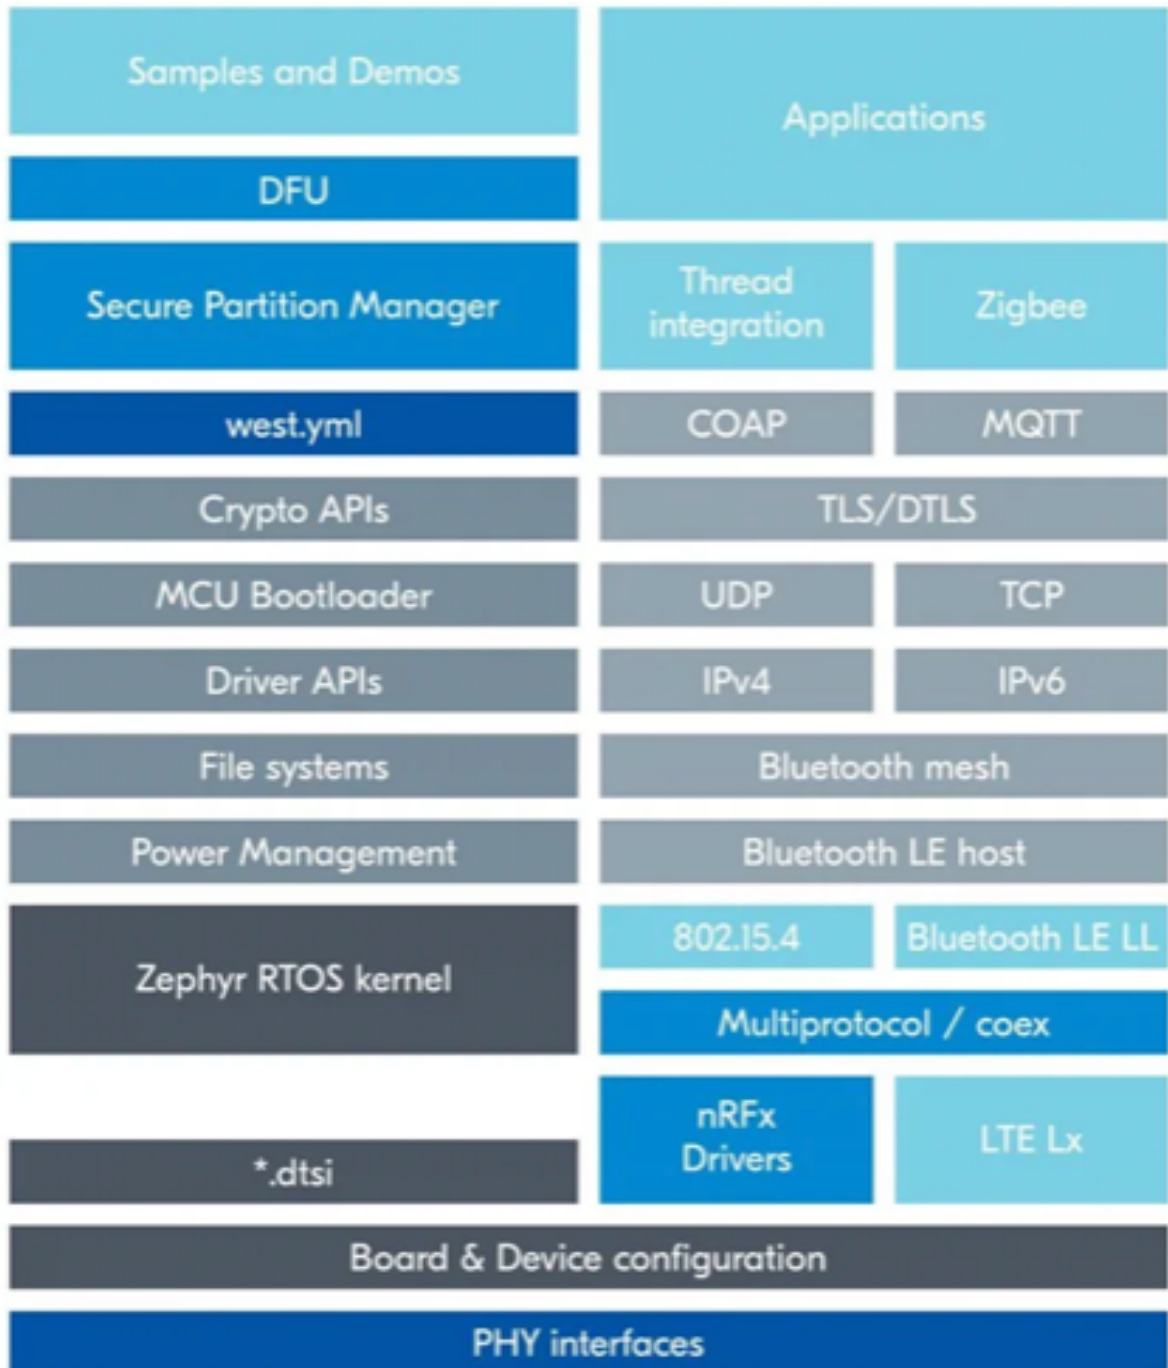 Samples and Demos
Applications
DFU
Secure Partition Manager
Thread
integration
Zigbee
west.yml
COAP
MQTT
Crypto APIs
TLS/DTLS
MCU Bootloader
UDP
TCP
Driver APIs
IPv4
IPv6
File systems
Bluetooth mesh
Power Management
Bluetooth LE host
Zephyr RTOS kernel
802.15.4
Bluetooth LE LL
Multiprotocol / coex
nRFx
Drivers
LTE Lx
*.dtsi
Board & Device configuration
PHY interfaces